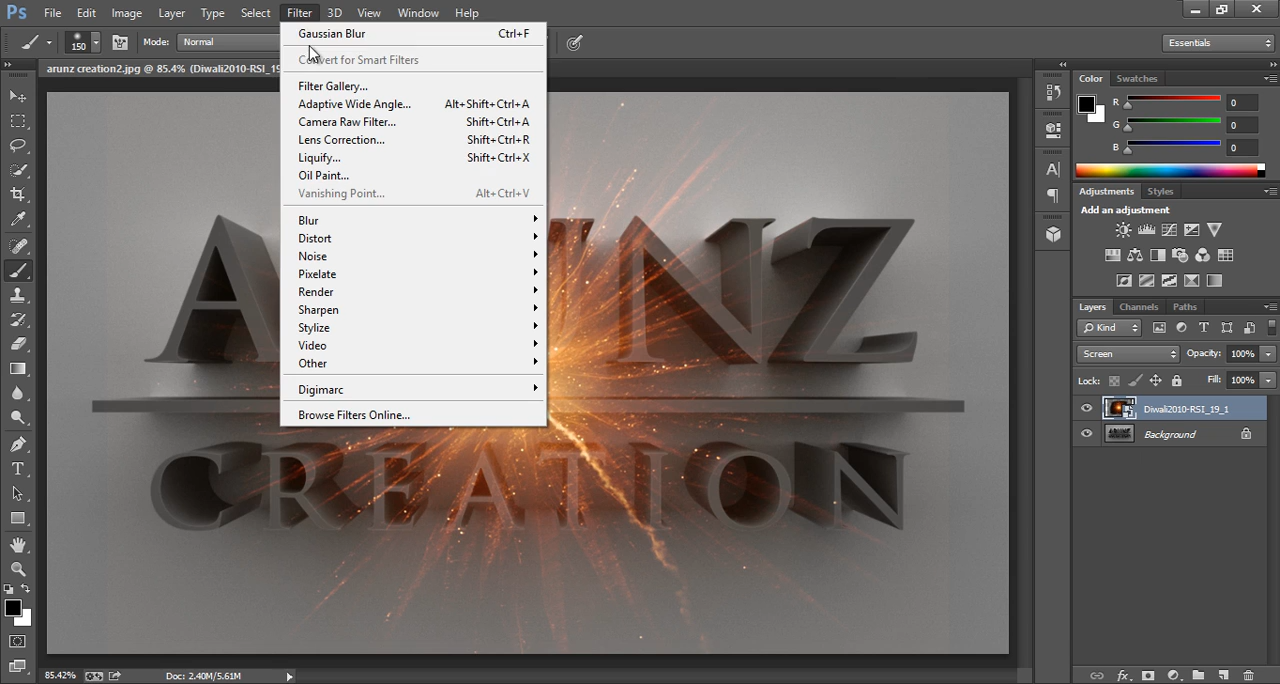 Ps File Edit Image Layer Type Select Filter 3D View Window Help
150 Mode: Normal Essentials
arunz creation2.jpg @ 85.4% (Diwali2010-RSI_19
Gaussian Blur Ctrl+F
Convert for Smart Filters
Filter Gallery...
Adaptive Wide Angle... Alt+Shift+Ctrl+A
Camera Raw Filter... Shift+Ctrl+A
Lens Correction... Shift+Ctrl+R
Liquify... Shift+Ctrl+X
Oil Paint...
Vanishing Point... Alt+Ctrl+V
Blur
Distort
Noise
Pixelate
Render
Sharpen
Stylize
Video
Other
Digimarc
Browse Filters Online...
A NZ
CREATION
Color Swatches
R 0
G 0
B 0
Adjustments Styles
Add an adjustment
Layers Channels Paths
Kind
Screen Opacity: 100%
Lock: Fill: 100%
Diwali2010-RSI_19_1
Background
85.42% Doc: 2.40M/5.61M